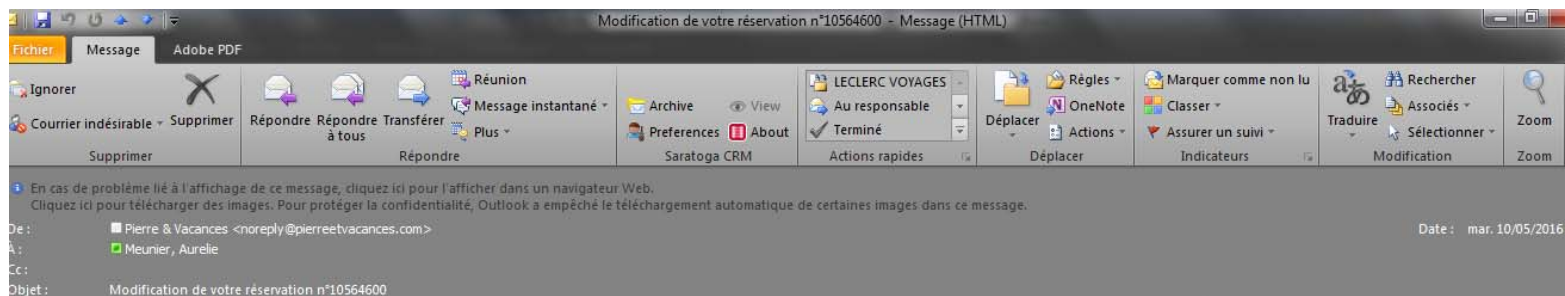 Modification de votre réservation n°10564600 - Message (HTML)
Fichier Message Adobe PDF
Ignorer
Courrier indésirable
Supprimer
Supprimer
Répondre
Répondre à tous
Transférer
Réunion
Message instantané
Plus
Répondre
Archive View
Preferences About
Saratoga CRM
LECLERC VOYAGES
Au responsable
Terminé
Actions rapides
Déplacer
Règles
OneNote
Actions
Déplacer
Marquer comme non lu
Classer
Assurer un suivi
Indicateurs
Traduire
Rechercher
Associés
Sélectionner
Modification
Zoom
Zoom
En cas de problème lié à l'affichage de ce message, cliquez ici pour l'afficher dans un navigateur Web.
Cliquez ici pour télécharger des images. Pour protéger la confidentialité, Outlook a empêché le téléchargement automatique de certaines images dans ce message.
De : Pierre & Vacances <noreply@pierreetvacances.com> Date : mar. 10/05/2016
À : Meunier, Aurelie
Cc :
Objet : Modification de votre réservation n°10564600